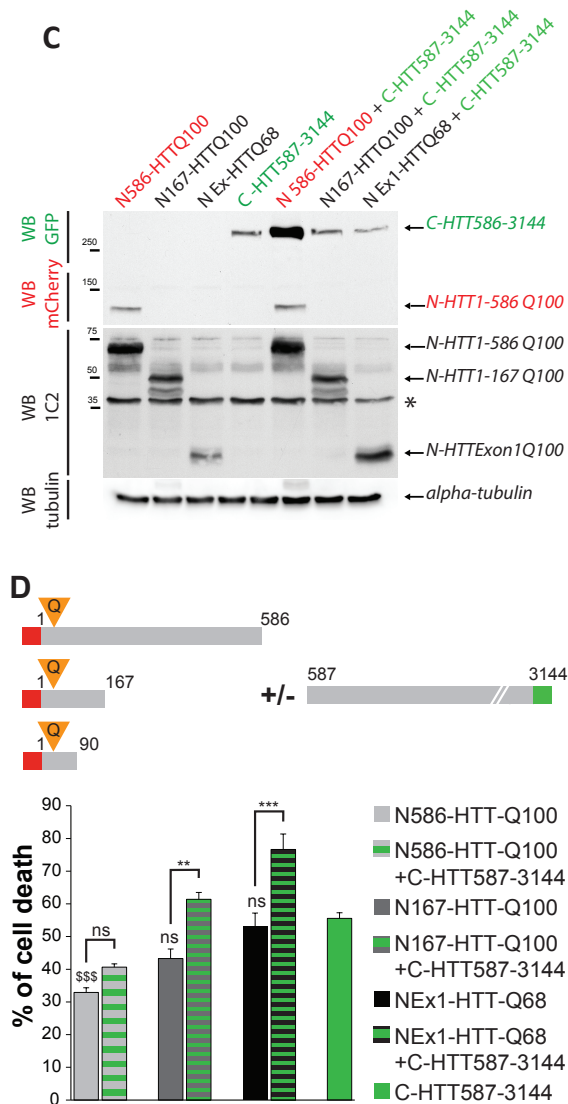 C
N586-HTTQ100
N167-HTTQ100
NEx-HTTQ68
C-HTT587-3144
N586-HTTQ100 + C-HTT587-3144
N167-HTTQ100 + C-HTT587-3144
NEx1-HTTQ68 + C-HTT587-3144
WB GFP
250
C-HTT586-3144
WB mCherry
150
N-HTT1-586 Q100
WB 1C2
75
N-HTT1-586 Q100
50
N-HTT1-167 Q100
35
*
N-HTTExon1Q100
WB tubulin
alpha-tubulin
D
Q
1
586
Q
1
167
+/-
587
3144
Q
1
90
% of cell death
90
80
70
60
50
40
30
20
10
0
$$$
ns
ns
**
ns
***
N586-HTT-Q100
N586-HTT-Q100
+C-HTT587-3144
N167-HTT-Q100
N167-HTT-Q100
+C-HTT587-3144
NEx1-HTT-Q68
NEx1-HTT-Q68
+C-HTT587-3144
C-HTT587-3144